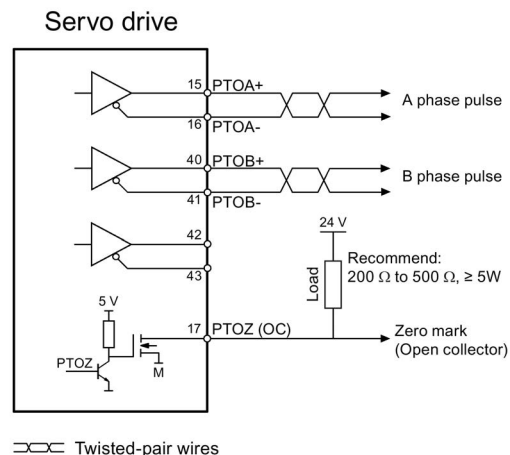 Servo drive
15 PTOA+
16 PTOA-
A phase pulse
40 PTOB+
41 PTOB-
B phase pulse
42
43
24 V
Load
Recommend:
200 Ω to 500 Ω, ≥ 5W
5 V
17 PTOZ (OC)
Zero mark
(Open collector)
PTOZ
M
Twisted-pair wires